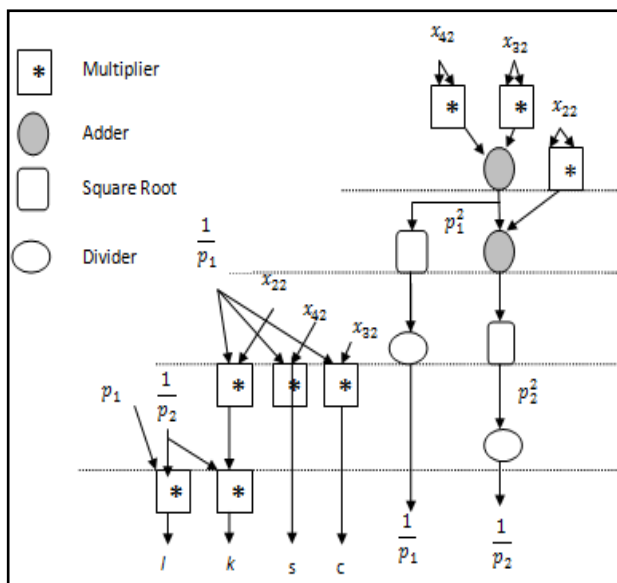 * Multiplier
Adder
Square Root
Divider
x₄₂ x₃₂
* *
x₂₂
*
p₁²
1/p₁
x₂₂
x₄₂
x₃₂
* * *
p₂²
p₁ 1/p₂
* *
l k s c
1/p₁ 1/p₂